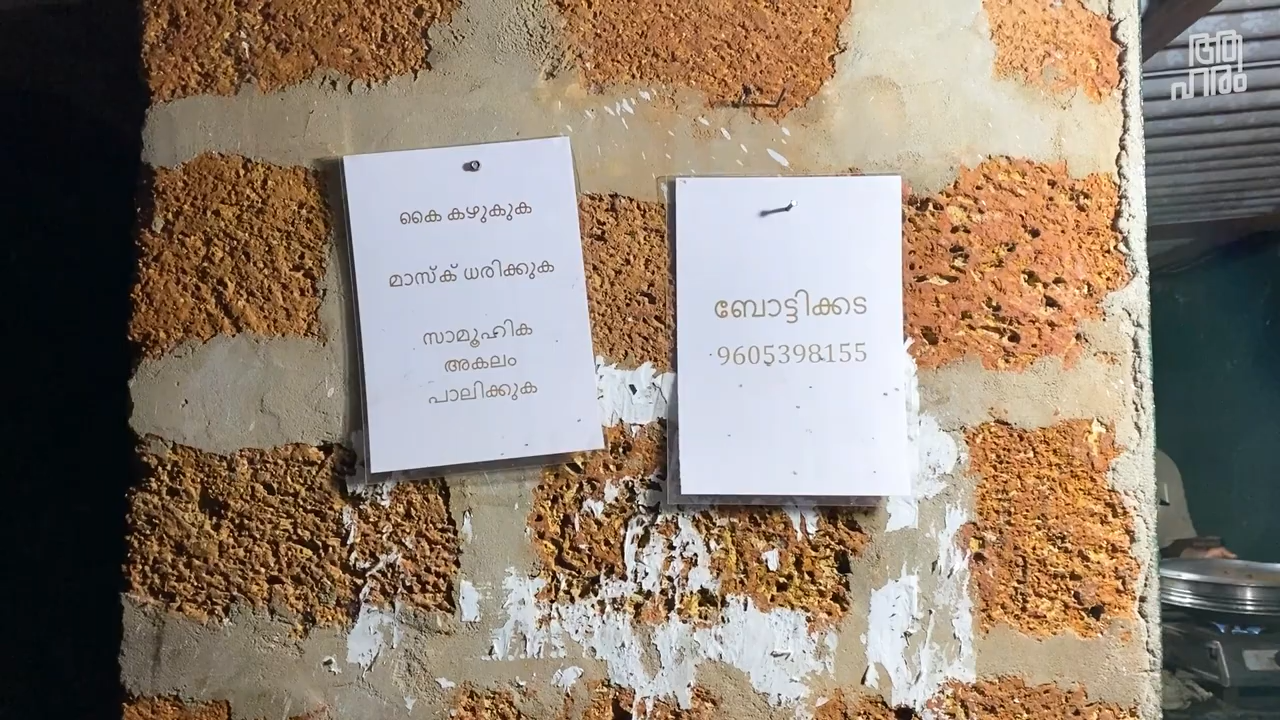 കൈ കഴുകുക
മാസ്ക് ധരിക്കുക
സാമൂഹിക
അകലം
പാലിക്കുക
ബോട്ടിക്കട
9605398155
ആ
ഹാരം